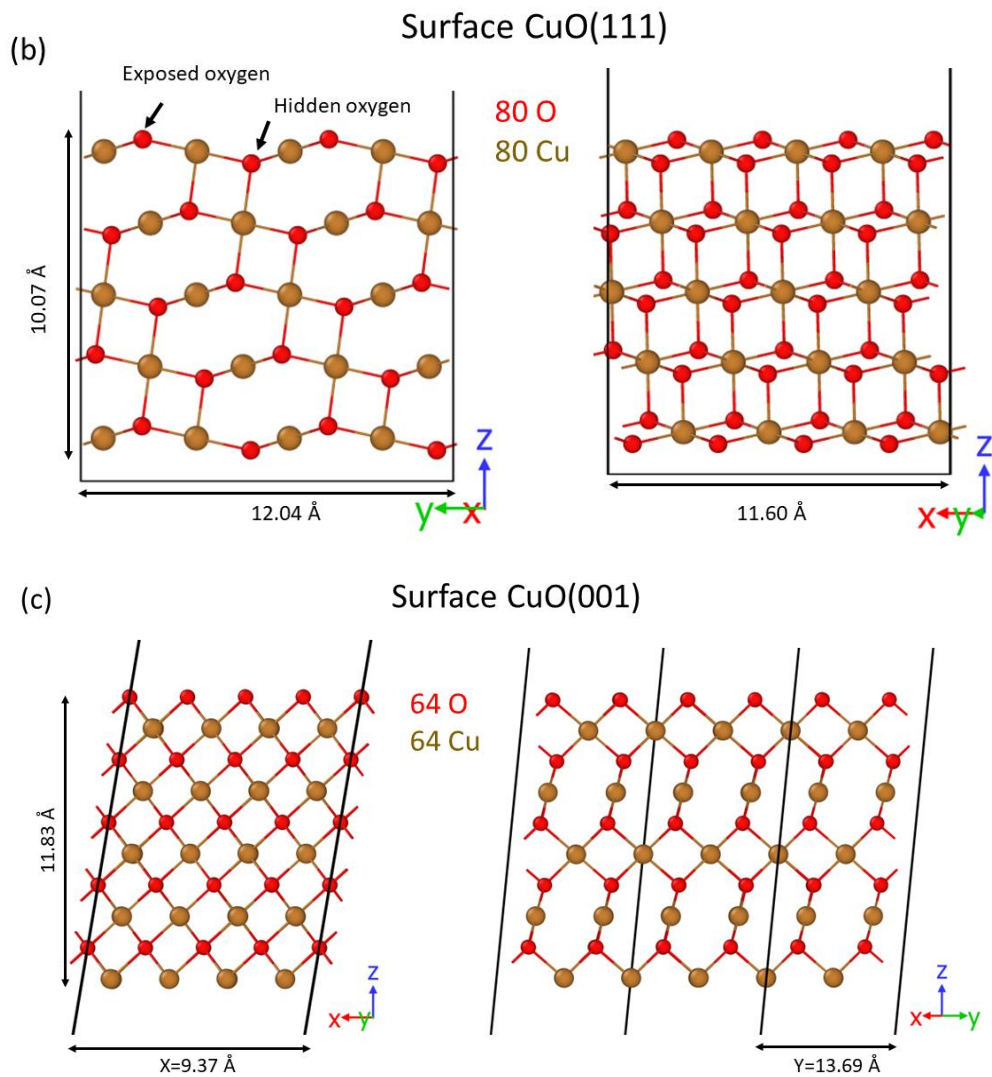 Surface CuO(111)
(b)
Exposed oxygen
Hidden oxygen
80 O
80 Cu
10.07 Å
12.04 Å
z
y
x
11.60 Å
z
x
y
Surface CuO(001)
(c)
64 O
64 Cu
11.83 Å
z
x
y
X=9.37 Å
z
x
y
Y=13.69 Å